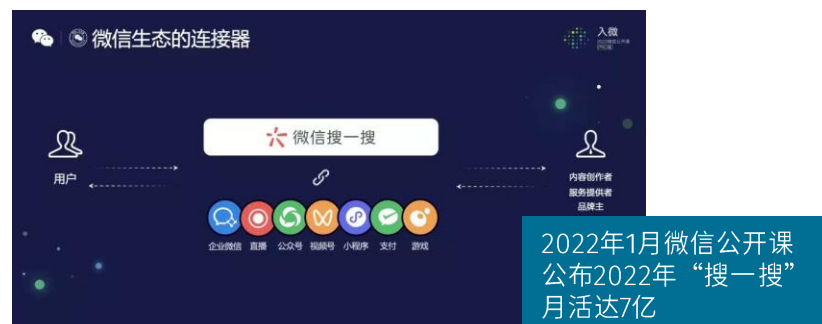 微信生态的连接器
入微
微信搜一搜
用户
内容创作者
服务提供者
品牌主
企业微信 直播 公众号 视频号 小程序 支付 游戏
2022年1月微信公开课
公布2022年“搜一搜”
月活达7亿